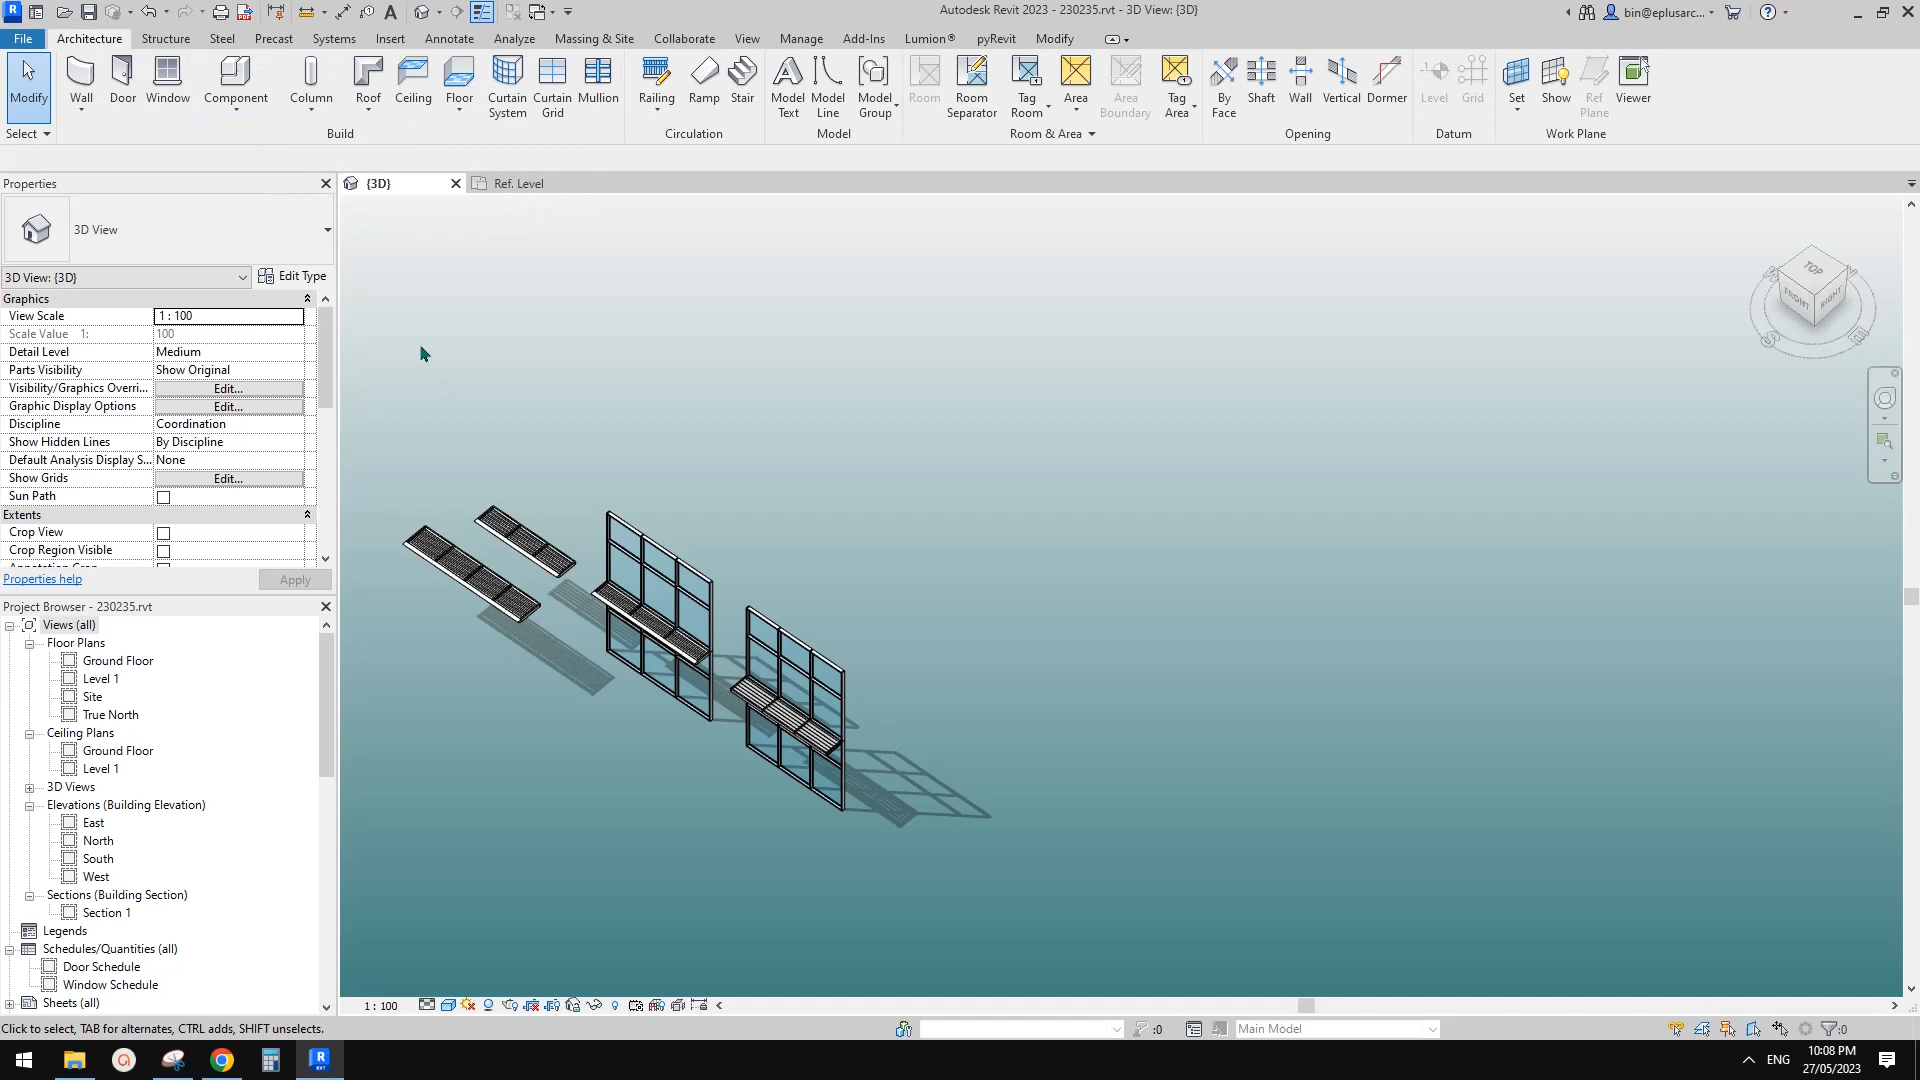 Autodesk Revit 2023 - 230235.rvt - 3D View: {3D}
bin@eplusarc...
File Architecture Structure Steel Precast Systems Insert Annotate Analyze Massing & Site Collaborate View Manage Add-Ins Lumion® pyRevit Modify
Modify Wall Door Window Component Column Roof Ceiling Floor Curtain System Curtain Grid Mullion Railing Ramp Stair Model Text Model Line Model Group Room Room Separator Tag Room Area Area Boundary Tag Area By Face Shaft Wall Vertical Dormer Level Grid Set Show Ref Plane Viewer
Select Build Circulation Model Room & Area Opening Datum Work Plane
Properties
{3D} Ref. Level
3D View
3D View: {3D} Edit Type
Graphics
View Scale 1 : 100
Scale Value 1: 100
Detail Level Medium
Parts Visibility Show Original
Visibility/Graphics Overri... Edit...
Graphic Display Options Edit...
Discipline Coordination
Show Hidden Lines By Discipline
Default Analysis Display S... None
Show Grids Edit...
Sun Path
Extents
Crop View
Crop Region Visible
Properties help Apply
Project Browser - 230235.rvt
Views (all)
Floor Plans
Ground Floor
Level 1
Site
True North
Ceiling Plans
Ground Floor
Level 1
3D Views
Elevations (Building Elevation)
East
North
South
West
Sections (Building Section)
Section 1
Legends
Schedules/Quantities (all)
Door Schedule
Window Schedule
Sheets (all)
TOP
FRONT
RIGHT
1 : 100
Click to select, TAB for alternates, CTRL adds, SHIFT unselects.
:0
Main Model
:0
ENG
10:08 PM
27/05/2023